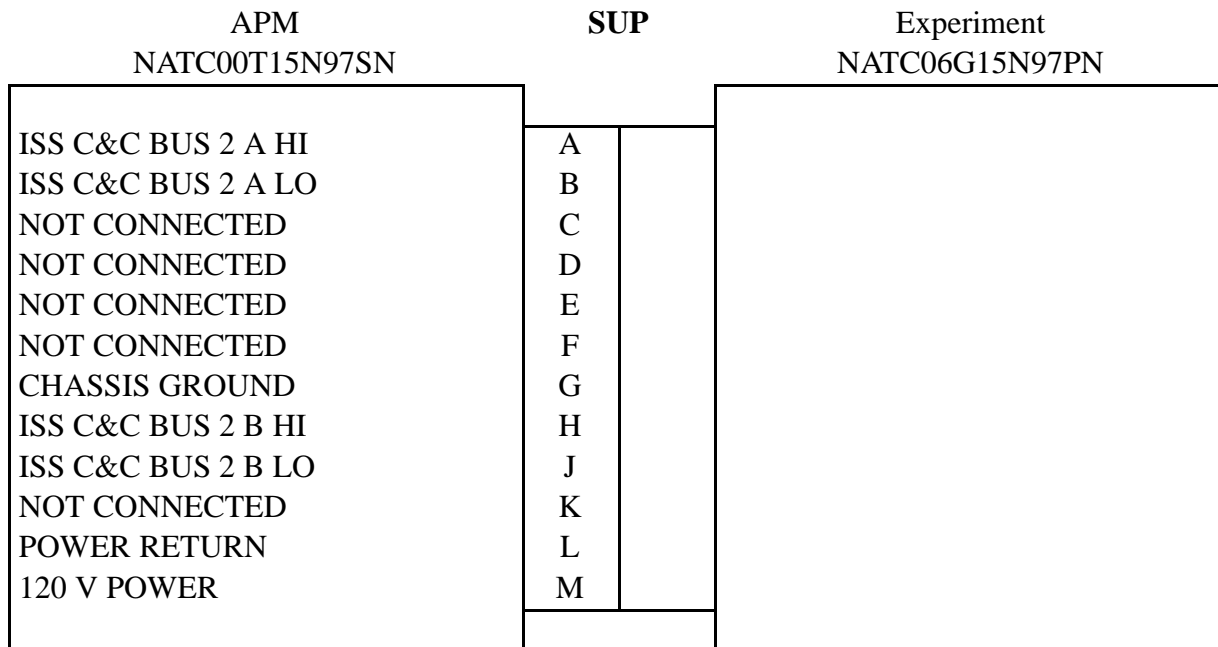 APM SUP Experiment
NATC00T15N97SN NATC06G15N97PN
ISS C&C BUS 2 A HI A
ISS C&C BUS 2 A LO B
NOT CONNECTED C
NOT CONNECTED D
NOT CONNECTED E
NOT CONNECTED F
CHASSIS GROUND G
ISS C&C BUS 2 B HI H
ISS C&C BUS 2 B LO J
NOT CONNECTED K
POWER RETURN L
120 V POWER M